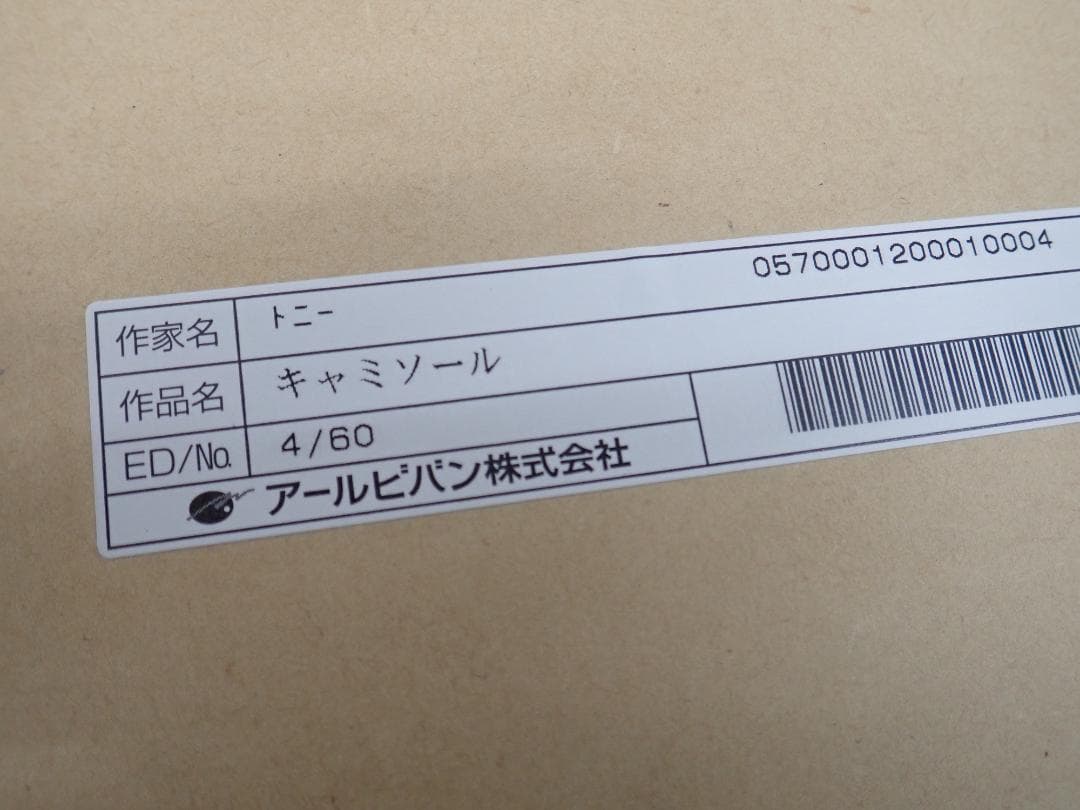 作家名 ﾄﾆｰ 0570001200010004
作品名 キャミソール
ED/No. 4/60
アールビバン株式会社